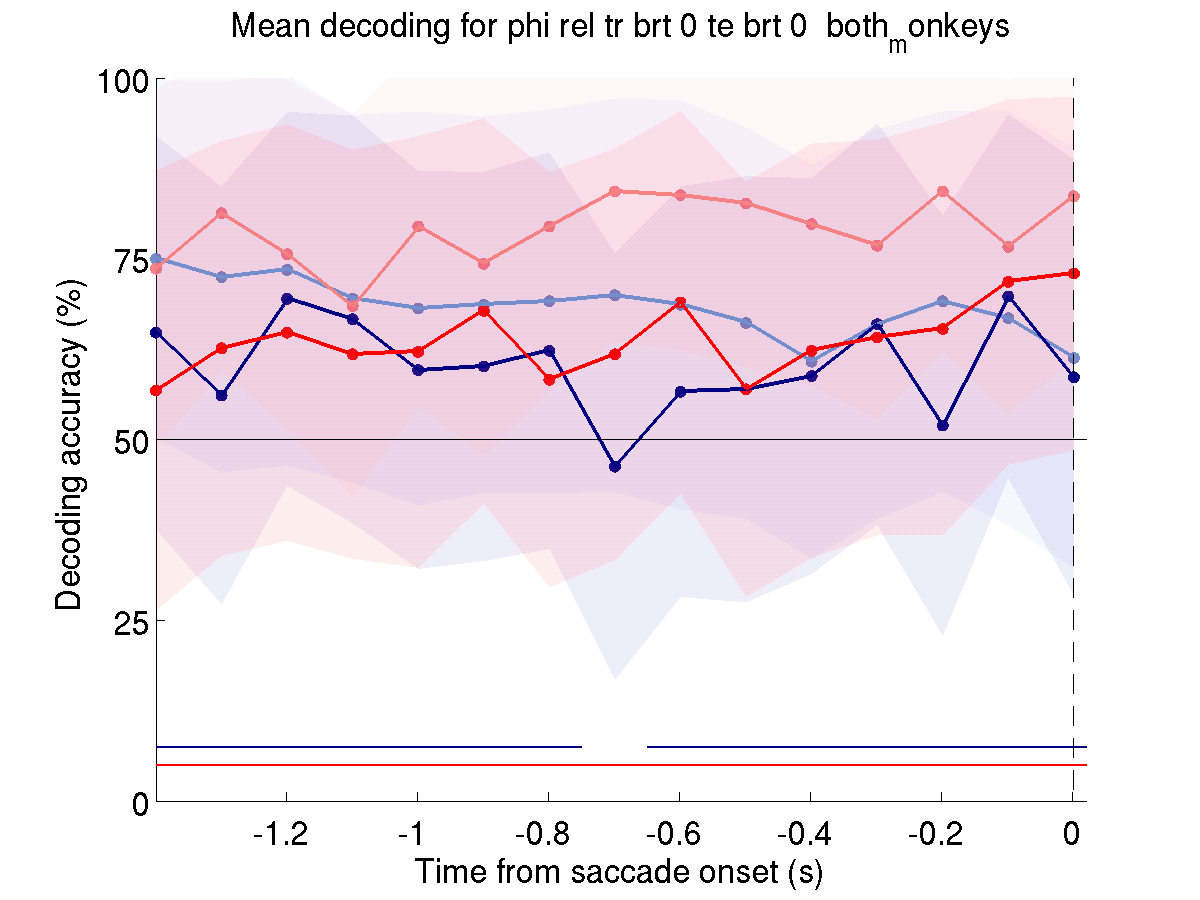 Mean decoding for phi rel tr brt 0 te brt 0 both_monkeys
100
75
50
25
0
Decoding accuracy (%)
-1.2 -1 -0.8 -0.6 -0.4 -0.2 0
Time from saccade onset (s)